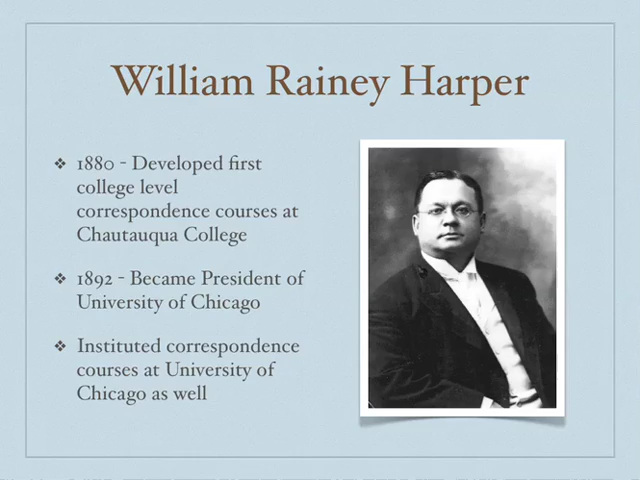 William Rainey Harper
❖ 1880 - Developed first
college level
correspondence courses at
Chautauqua College
❖ 1892 - Became President of
University of Chicago
❖ Instituted correspondence
courses at University of
Chicago as well